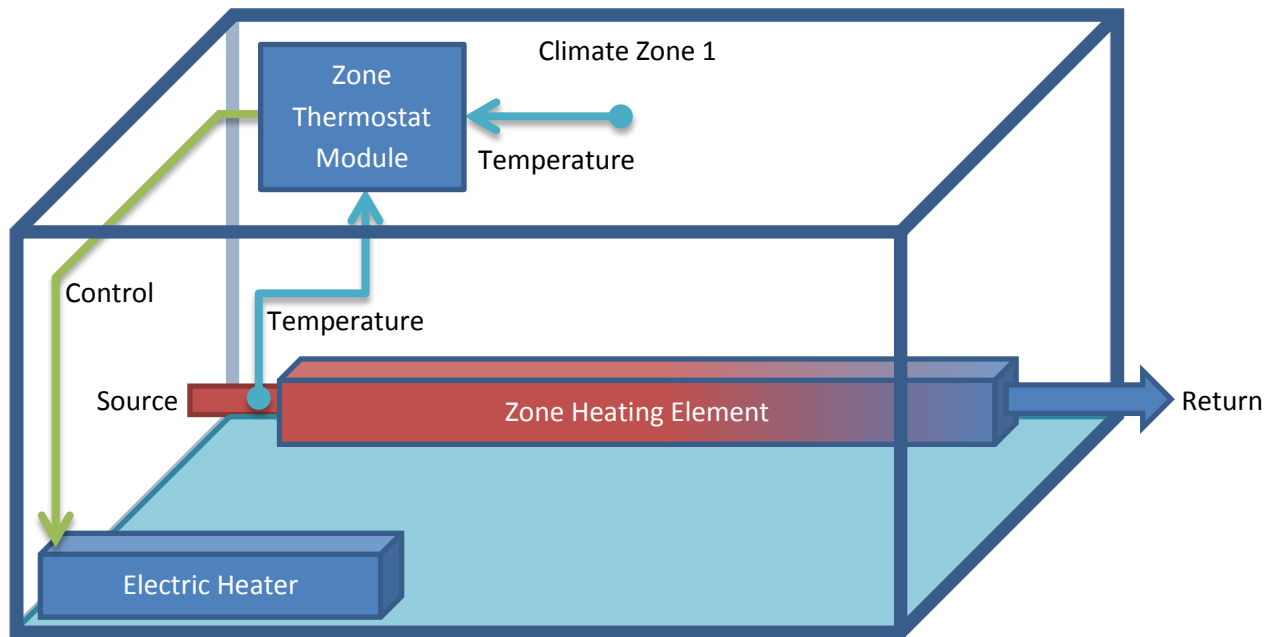 Climate Zone 1
Zone
Thermostat
Module
Temperature
Control
Temperature
Source
Zone Heating Element
Return
Electric Heater